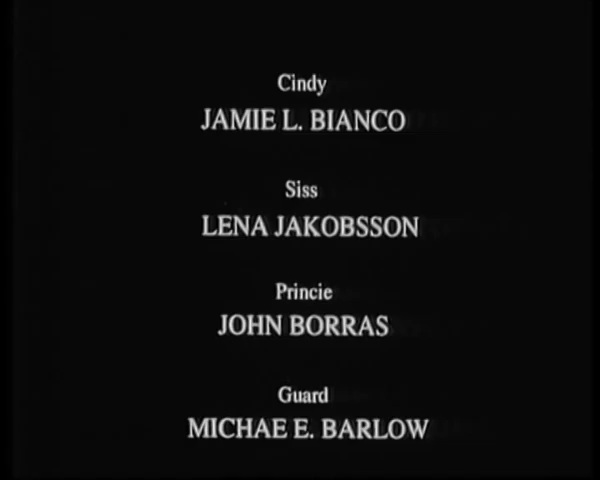 Cindy
JAMIE L. BIANCO
Siss
LENA JAKOBSSON
Princie
JOHN BORRAS
Guard
MICHAE E. BARLOW